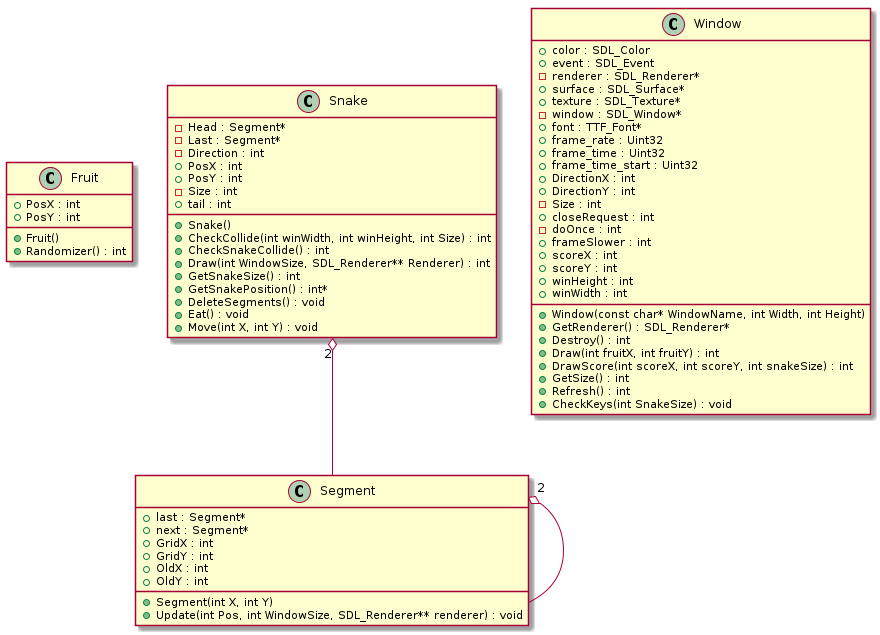 C Fruit
PosX : int
PosY : int
Fruit()
Randomizer() : int
C Snake
Head : Segment*
Last : Segment*
Direction : int
PosX : int
PosY : int
Size : int
tail : int
Snake()
CheckCollide(int winWidth, int winHeight, int Size) : int
CheckSnakeCollide() : int
Draw(int WindowSize, SDL_Renderer** Renderer) : int
GetSnakeSize() : int
GetSnakePosition() : int*
DeleteSegments() : void
Eat() : void
Move(int X, int Y) : void
C Window
color : SDL_Color
event : SDL_Event
renderer : SDL_Renderer*
surface : SDL_Surface*
texture : SDL_Texture*
window : SDL_Window*
font : TTF_Font*
frame_rate : Uint32
frame_time : Uint32
frame_time_start : Uint32
DirectionX : int
DirectionY : int
Size : int
closeRequest : int
doOnce : int
frameSlower : int
scoreX : int
scoreY : int
winHeight : int
winWidth : int
Window(const char* WindowName, int Width, int Height)
GetRenderer() : SDL_Renderer*
Destroy() : int
Draw(int fruitX, int fruitY) : int
DrawScore(int scoreX, int scoreY, int snakeSize) : int
GetSize() : int
Refresh() : int
CheckKeys(int SnakeSize) : void
2
C Segment
last : Segment*
next : Segment*
GridX : int
GridY : int
OldX : int
OldY : int
Segment(int X, int Y)
Update(int Pos, int WindowSize, SDL_Renderer** renderer) : void
2